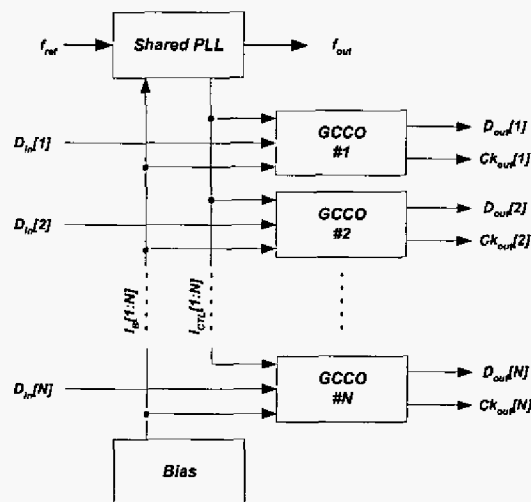 f_ref
Shared PLL
f_out
D_in[1]
GCCO
#1
D_out[1]
Ck_out[1]
D_in[2]
GCCO
#2
D_out[2]
Ck_out[2]
I_B[1:N]
I_CTL[1:N]
D_in[N]
GCCO
#N
D_out[N]
Ck_out[N]
Bias